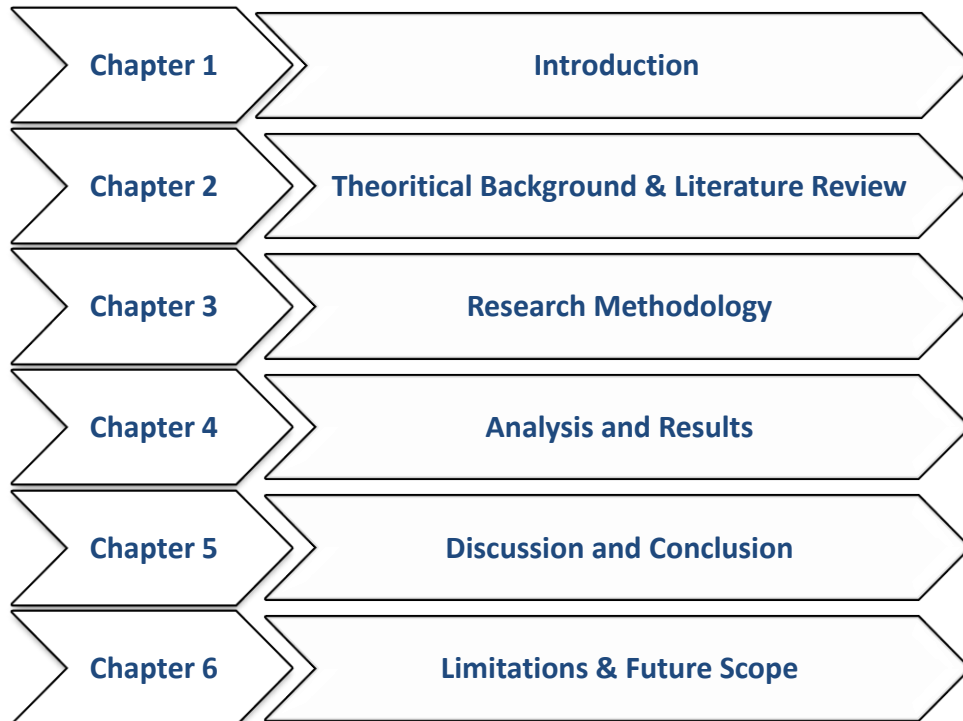 Chapter 1
Introduction
Chapter 2
Theoritical Background & Literature Review
Chapter 3
Research Methodology
Chapter 4
Analysis and Results
Chapter 5
Discussion and Conclusion
Chapter 6
Limitations & Future Scope